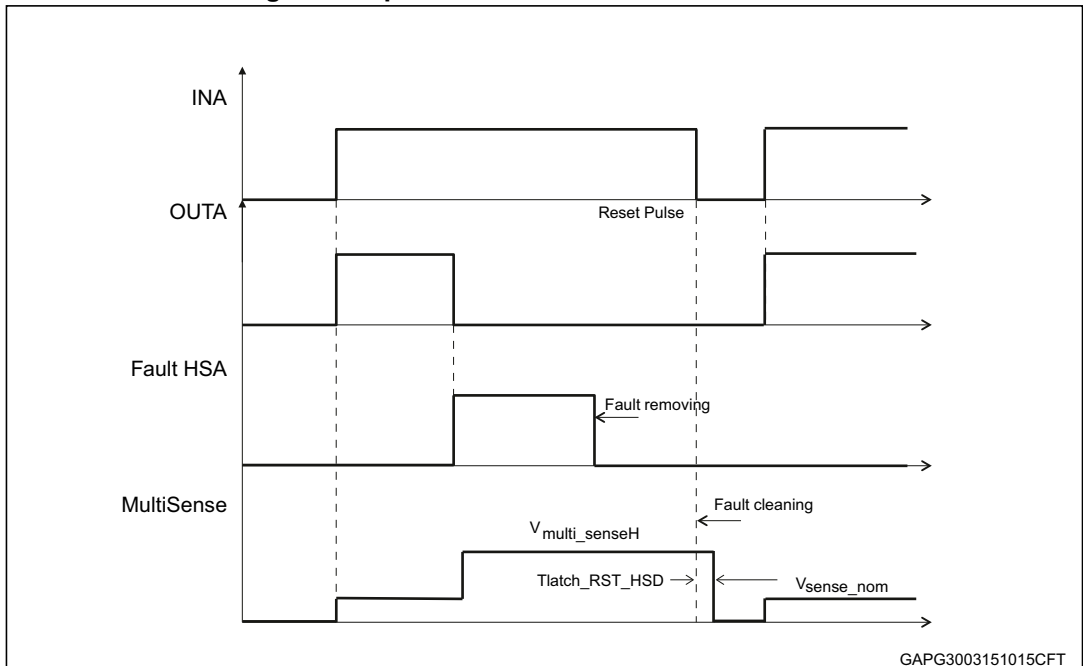 INA
Reset Pulse
OUTA
Fault HSA
Fault removing
MultiSense
Fault cleaning
Vmulti_senseH
Tlatch_RST_HSD
Vsense_nom
GAPG3003151015CFT